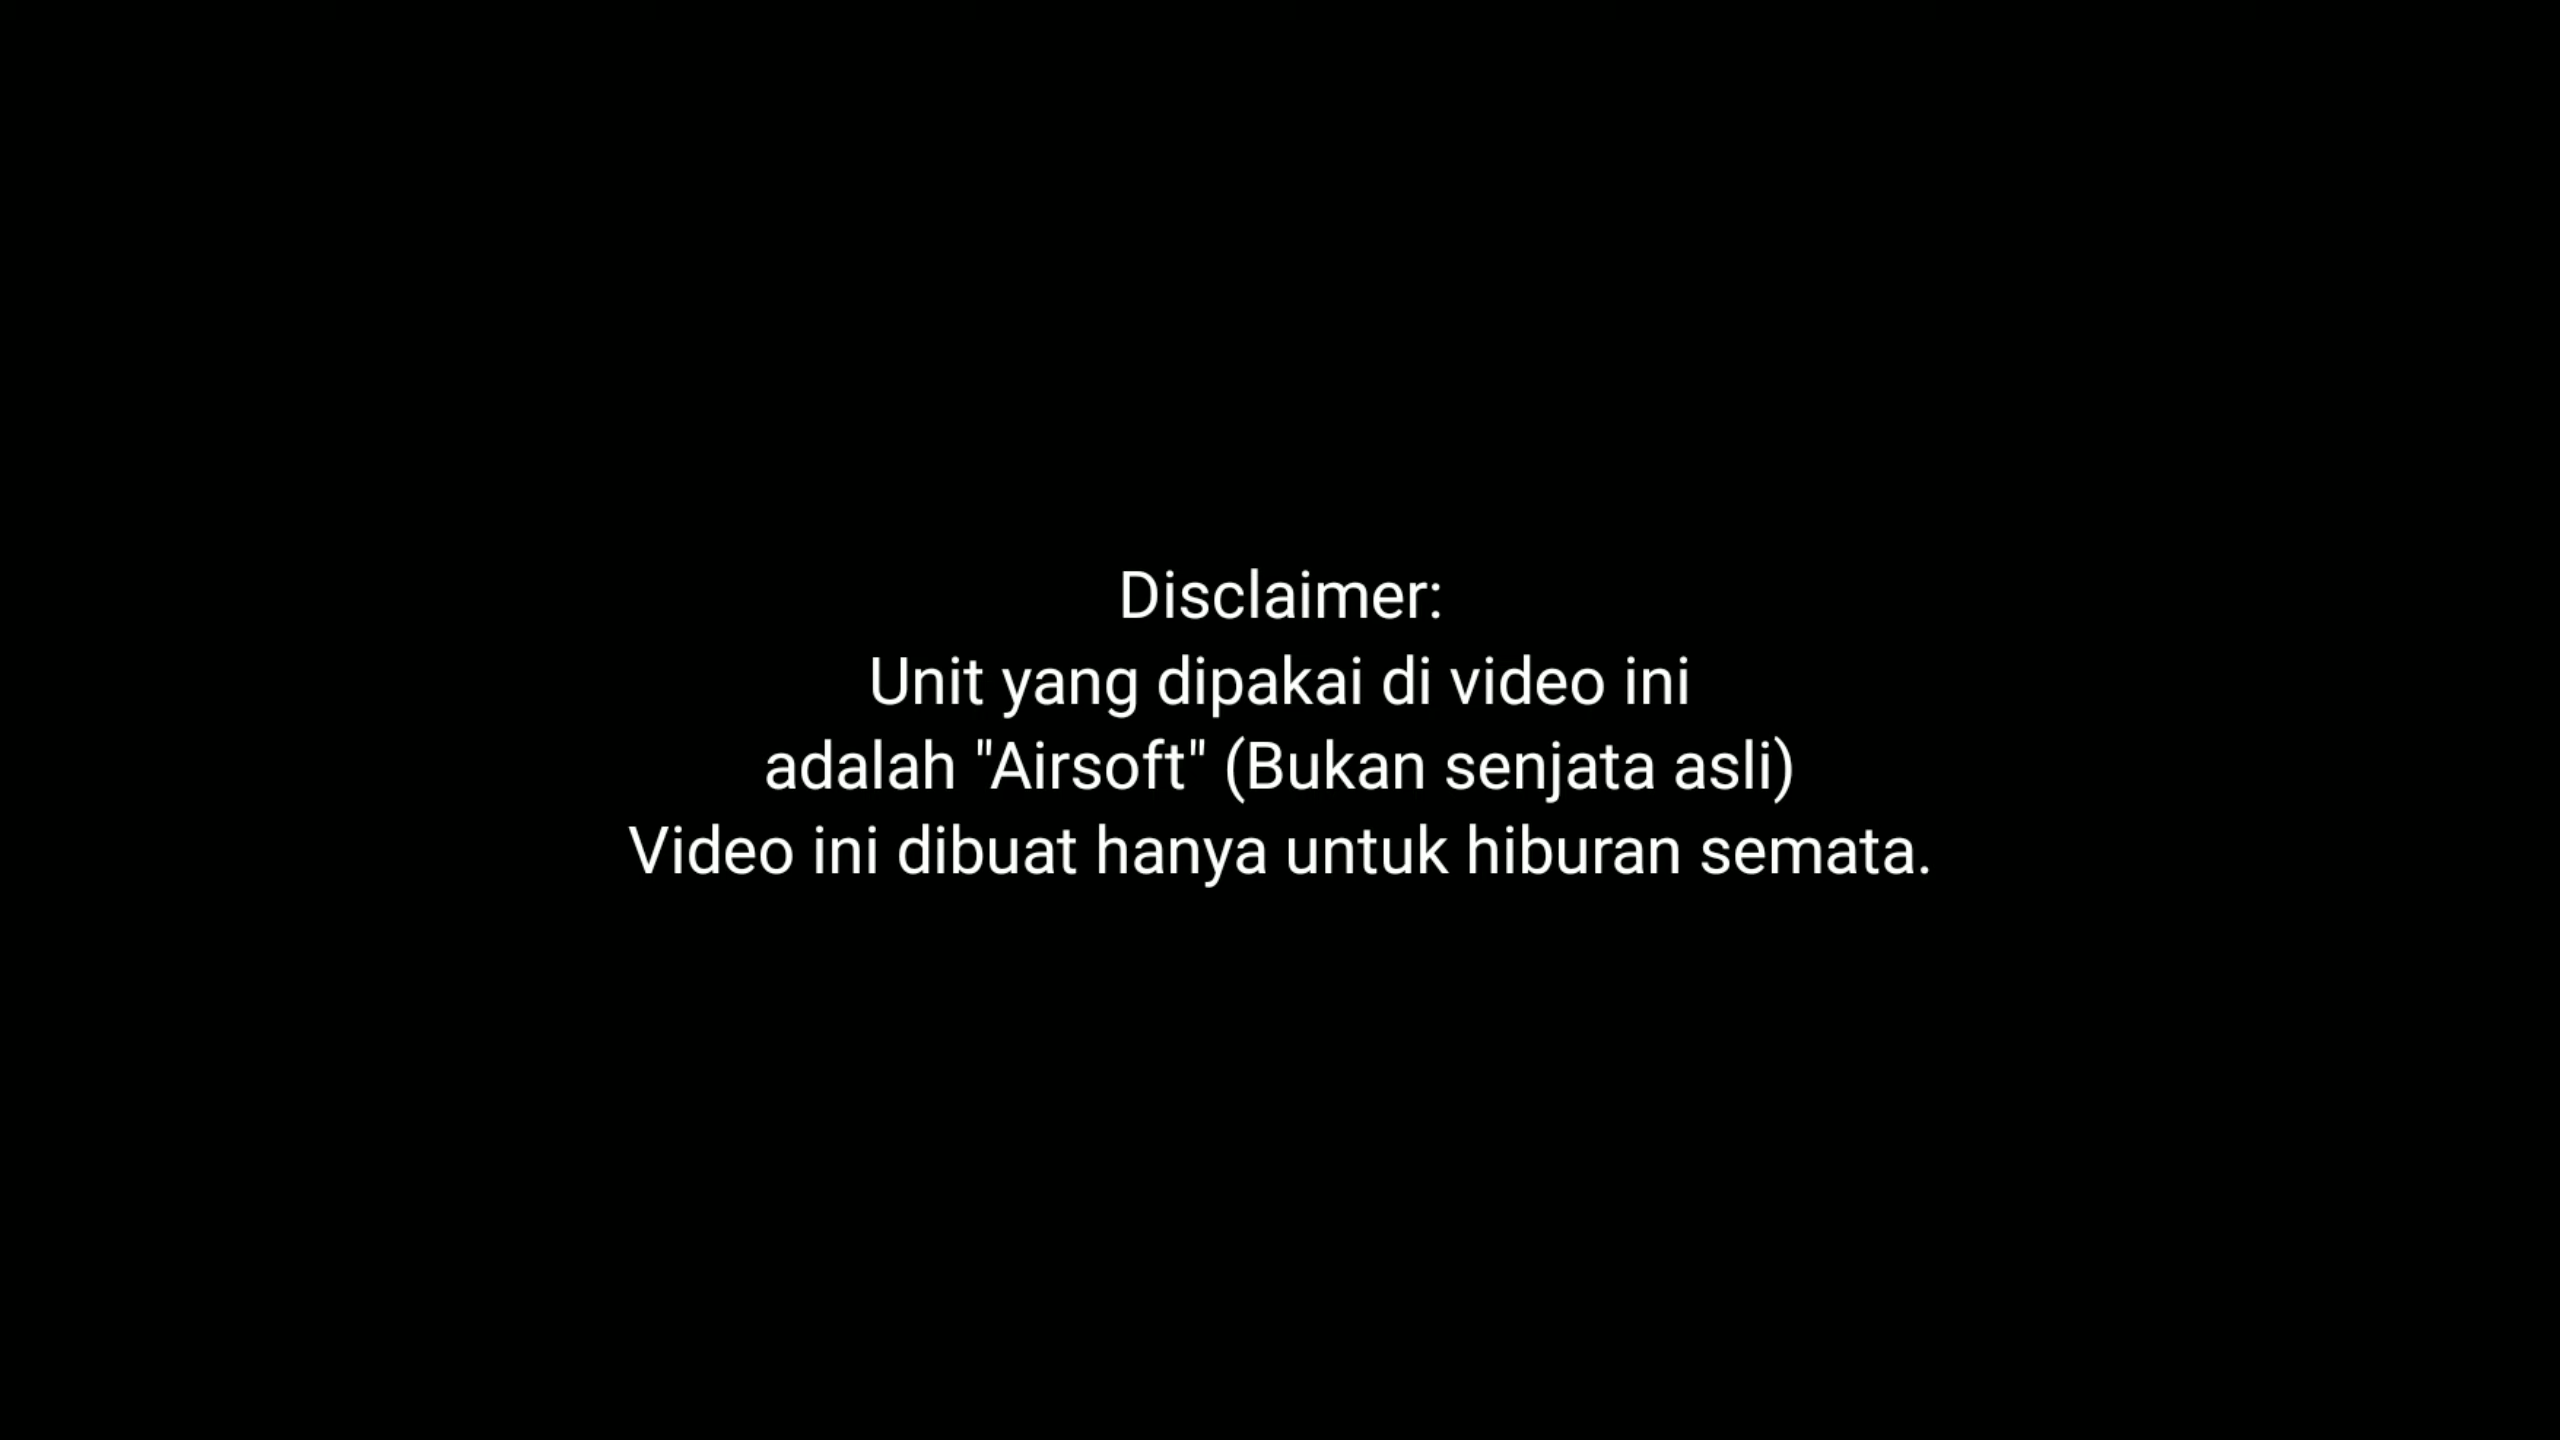 Disclaimer:
Unit yang dipakai di video ini
adalah "Airsoft" (Bukan senjata asli)
Video ini dibuat hanya untuk hiburan semata.